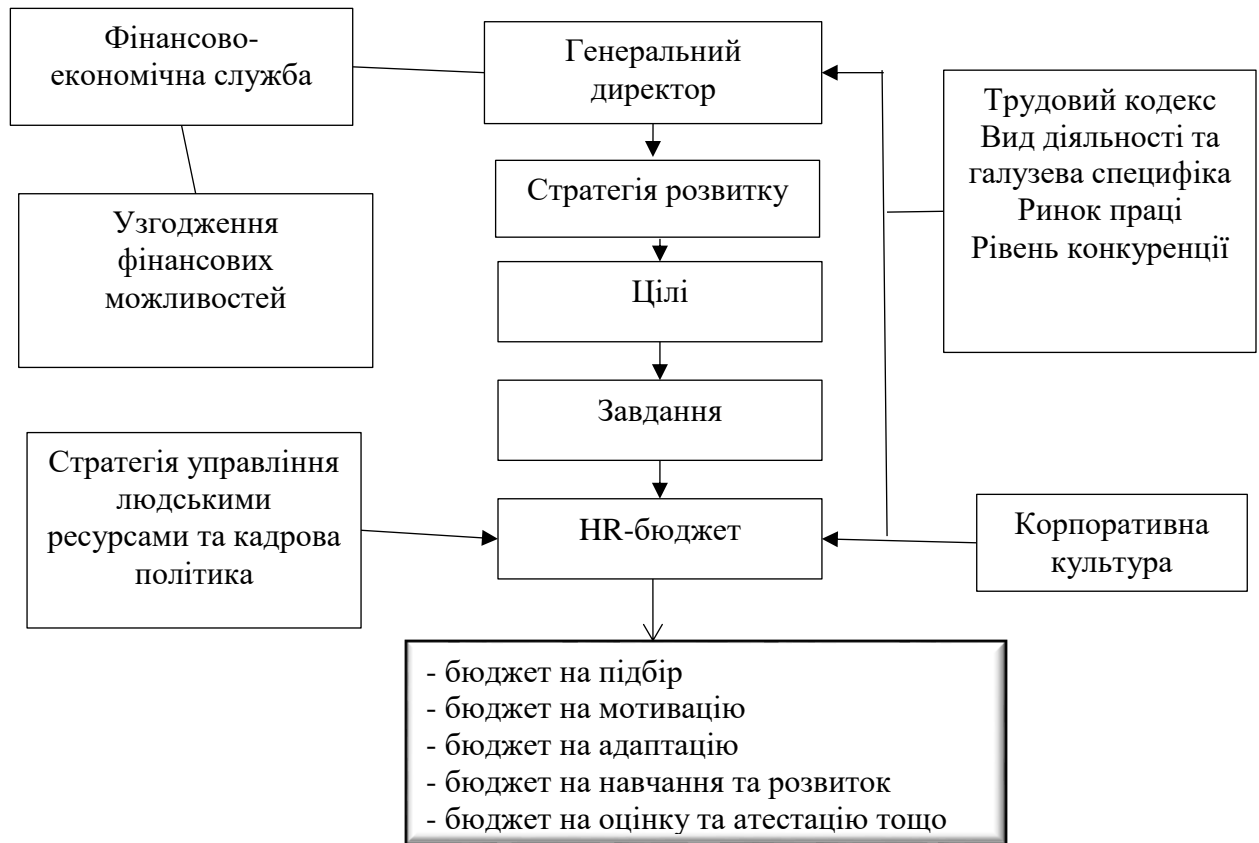 Фінансово-
економічна служба
Генеральний
директор
Трудовий кодекс
Вид діяльності та
галузева специфіка
Ринок праці
Рівень конкуренції
Стратегія розвитку
Узгодження
фінансових
можливостей
Цілі
Завдання
Стратегія управління
людськими
ресурсами та кадрова
політика
HR-бюджет
Корпоративна
культура
- бюджет на підбір
- бюджет на мотивацію
- бюджет на адаптацію
- бюджет на навчання та розвиток
- бюджет на оцінку та атестацію тощо